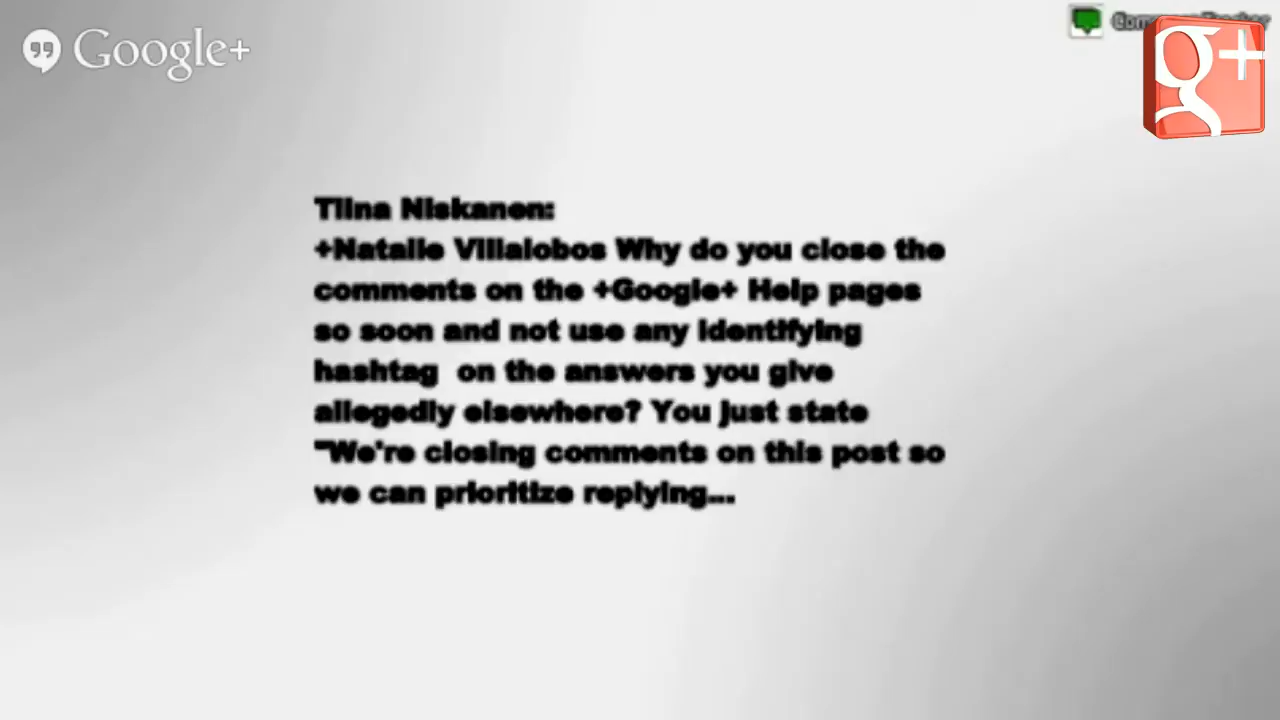 Google+
g+
Tiina Niskanen:
+Natalie Villalobos Why do you close the
comments on the +Google+ Help pages
so soon and not use any identifying
hashtag  on the answers you give
allegedly elsewhere? You just state
"We're closing comments on this post so
we can prioritize replying...